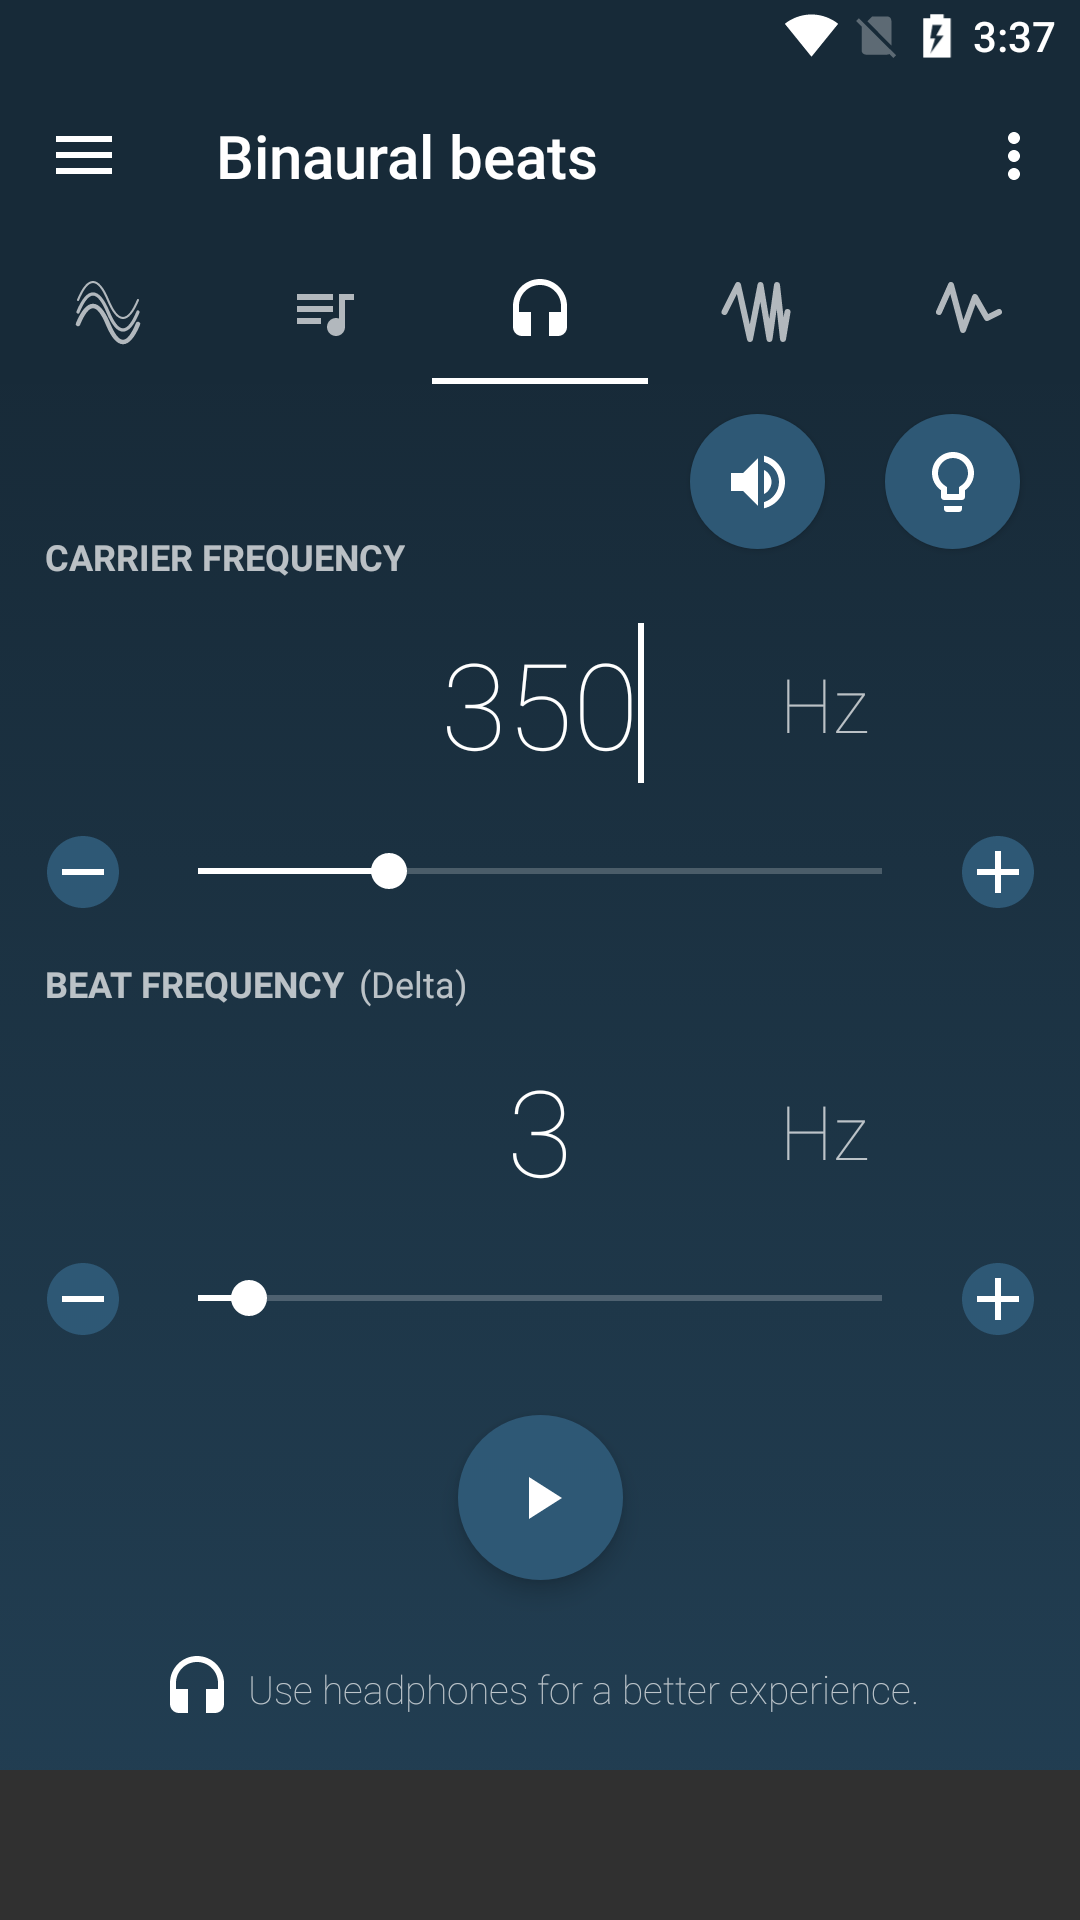 3:37
Binaural beats
CARRIER FREQUENCY
350 Hz
BEAT FREQUENCY (Delta)
3 Hz
Use headphones for a better experience.